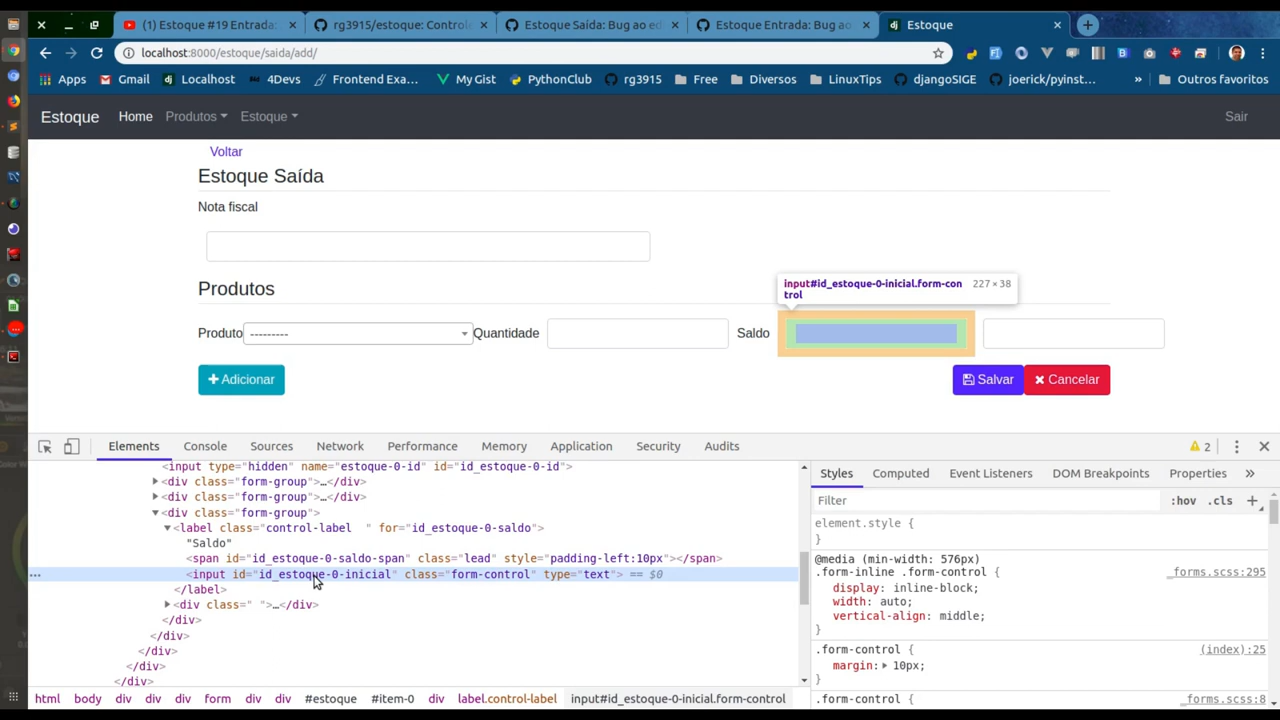 (1) Estoque #19 Entrada:
rg3915/estoque: Control
Estoque Saída: Bug ao ed
Estoque Entrada: Bug ao
Estoque
localhost:8000/estoque/saida/add/
Apps Gmail Localhost 4Devs Frontend Exa… My Gist PythonClub rg3915 Free Diversos LinuxTips djangoSIGE joerick/pyinst… » Outros favoritos
Estoque Home Produtos Estoque Sair
Voltar
Estoque Saída
Nota fiscal
Produtos
input#id_estoque-0-inicial.form-con 227 × 38
trol
Produto --------- Quantidade Saldo
Adicionar Salvar Cancelar
Elements Console Sources Network Performance Memory Application Security Audits 2
<input type="hidden" name="estoque-0-id" id="id_estoque-0-id">
<div class="form-group">…</div>
<div class="form-group">…</div>
<div class="form-group">
<label class="control-label  " for="id_estoque-0-saldo">
"Saldo"
<span id="id_estoque-0-saldo-span" class="lead" style="padding-left:10px"></span>
… <input id="id_estoque-0-inicial" class="form-control" type="text"> == $0
</label>
<div class=" ">…</div>
</div>
</div>
</div>
</div>
</div>
html body div div div form div div #estoque #item-0 div label.control-label input#id_estoque-0-inicial.form-control
Styles Computed Event Listeners DOM Breakpoints Properties »
Filter :hov .cls +
element.style {
}
@media (min-width: 576px)
.form-inline .form-control { _forms.scss:295
display: inline-block;
width: auto;
vertical-align: middle;
}
.form-control { (index):25
margin: 10px;
}
.form-control { _forms.scss:8